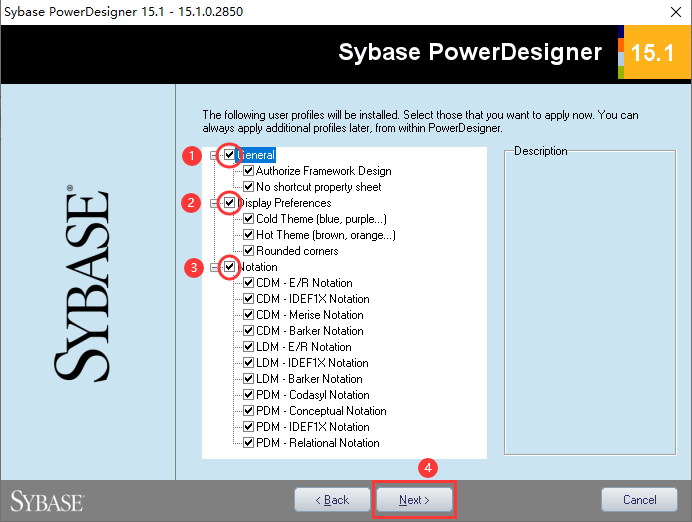 Sybase PowerDesigner 15.1 - 15.1.0.2850
Sybase PowerDesigner 15.1
The following user profiles will be installed. Select those that you want to apply now. You can
always apply additional profiles later, from within PowerDesigner.
1 General
Authorize Framework Design
No shortcut property sheet
2 Display Preferences
Cold Theme (blue, purple...)
Hot Theme (brown, orange...)
Rounded corners
3 Notation
CDM - E/R Notation
CDM - IDEF1X Notation
CDM - Merise Notation
CDM - Barker Notation
LDM - E/R Notation
LDM - IDEF1X Notation
LDM - Barker Notation
PDM - Codasyl Notation
PDM - Conceptual Notation
PDM - IDEF1X Notation
PDM - Relational Notation
Description
SYBASE®
4
SYBASE
< Back
Next >
Cancel